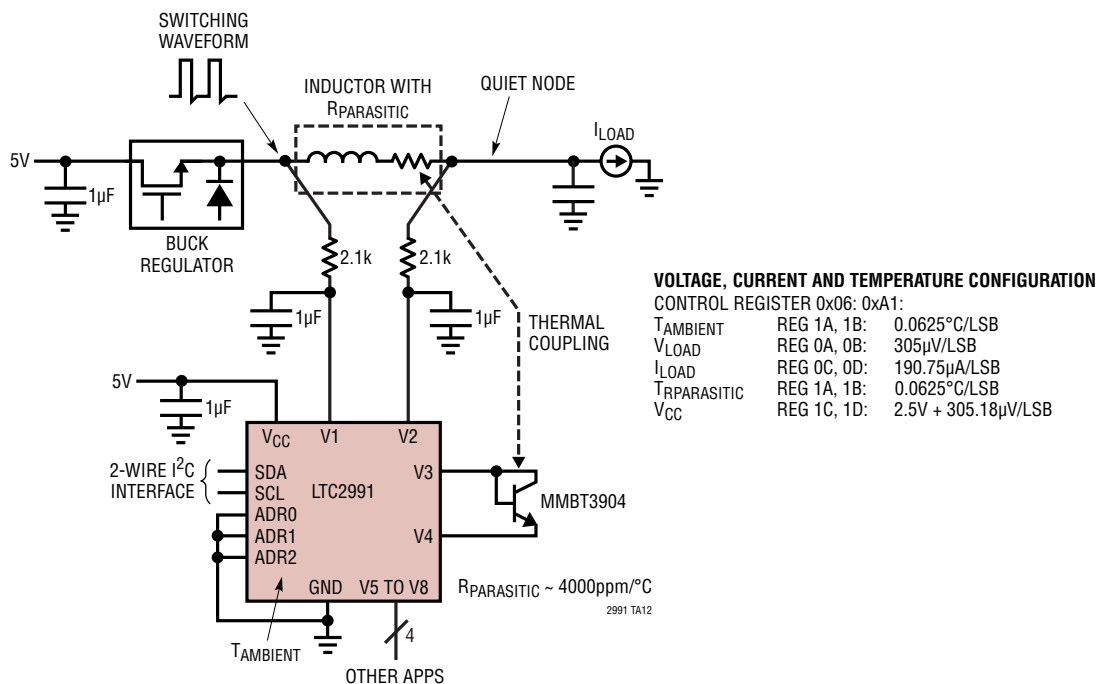 SWITCHING
WAVEFORM
INDUCTOR WITH
RPARASITIC
QUIET NODE
ILOAD
5V
1µF
BUCK
REGULATOR
2.1k
2.1k
1µF
1µF
THERMAL
COUPLING
5V
1µF
VCC
V1
V2
2-WIRE I2C
INTERFACE
SDA
SCL
ADR0
ADR1
ADR2
LTC2991
V3
V4
MMBT3904
GND
V5 TO V8
RPARASITIC ~ 4000ppm/°C
2991 TA12
TAMBIENT
4
OTHER APPS
VOLTAGE, CURRENT AND TEMPERATURE CONFIGURATION
CONTROL REGISTER 0x06: 0xA1:
TAMBIENT REG 1A, 1B: 0.0625°C/LSB
VLOAD REG 0A, 0B: 305µV/LSB
ILOAD REG 0C, 0D: 190.75µA/LSB
TRPARASITIC REG 1A, 1B: 0.0625°C/LSB
VCC REG 1C, 1D: 2.5V + 305.18µV/LSB